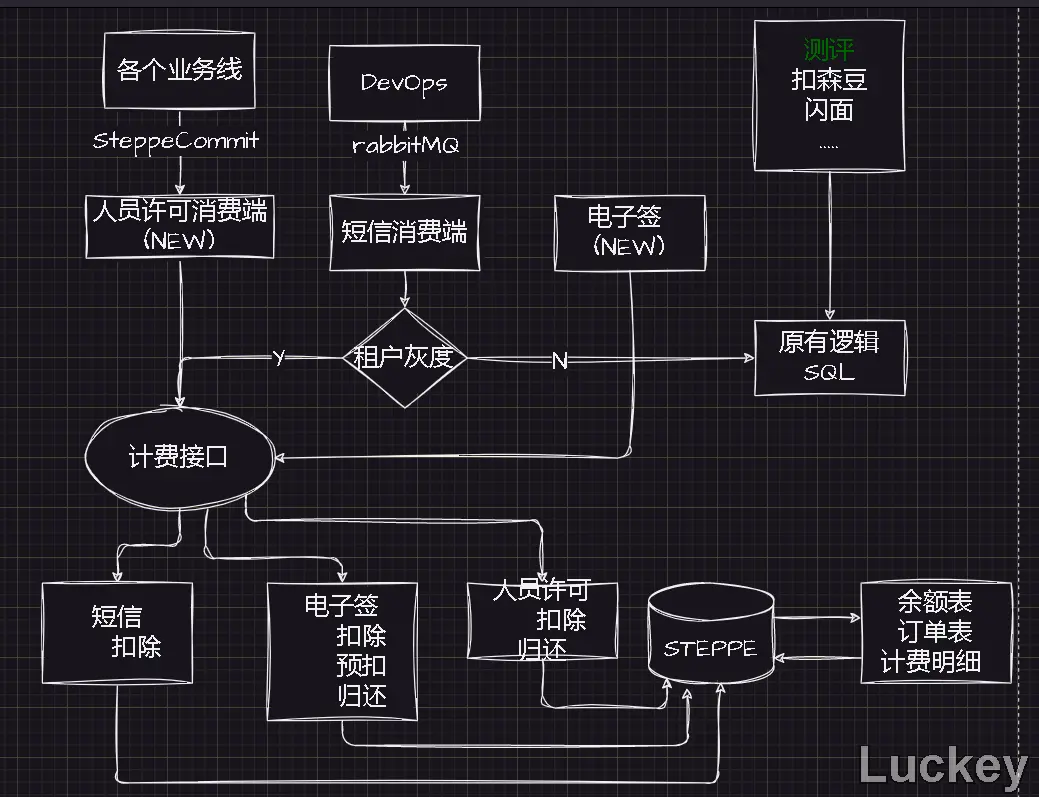 各个业务线
DevOps
测评
扣森豆
闪面
.....
SteppeCommit
rabbitMQ
人员许可消费端
(NEW)
短信消费端
电子签
(NEW)
租户灰度
Y
N
原有逻辑
SQL
计费接口
短信
扣除
电子签
扣除
预扣
归还
人员许可
扣除
归还
STEPPE
余额表
订单表
计费明细
Luckey